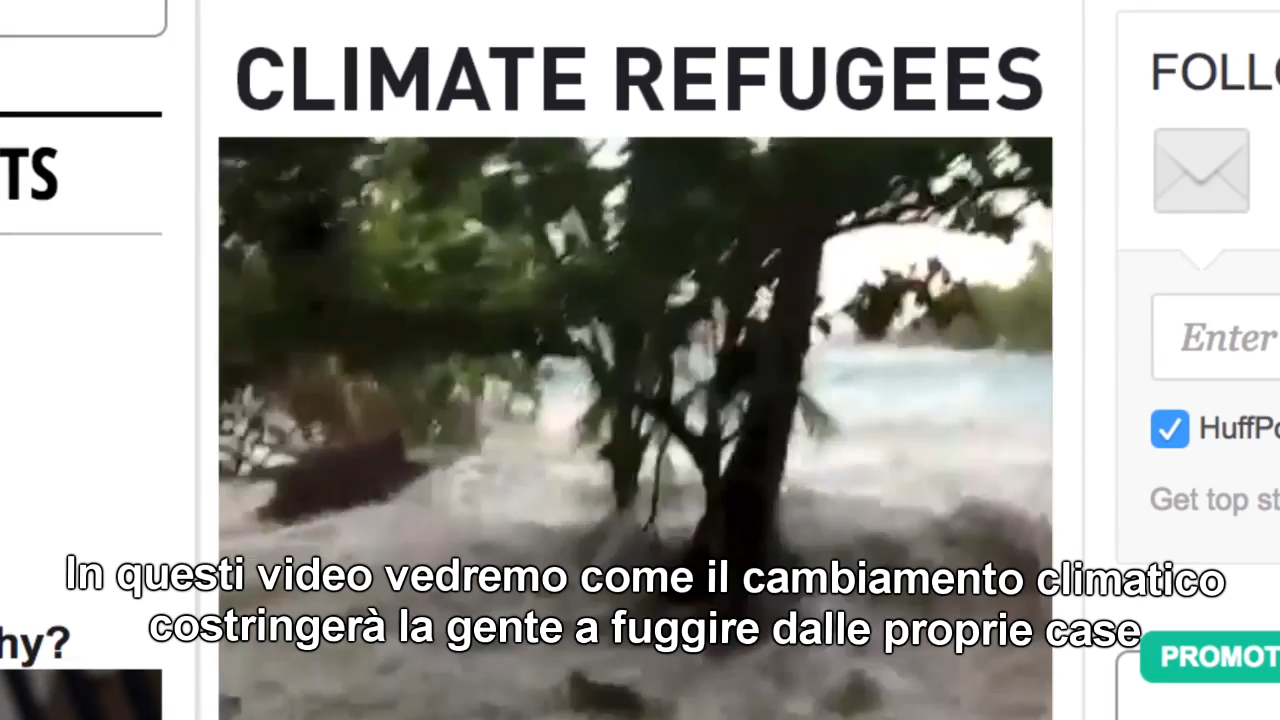 CLIMATE REFUGEES
FOLL
TS
Enter
HuffPo
Get top st
In questi video vedremo come il cambiamento climatico
costringerà la gente a fuggire dalle proprie case
hy?
PROMOT